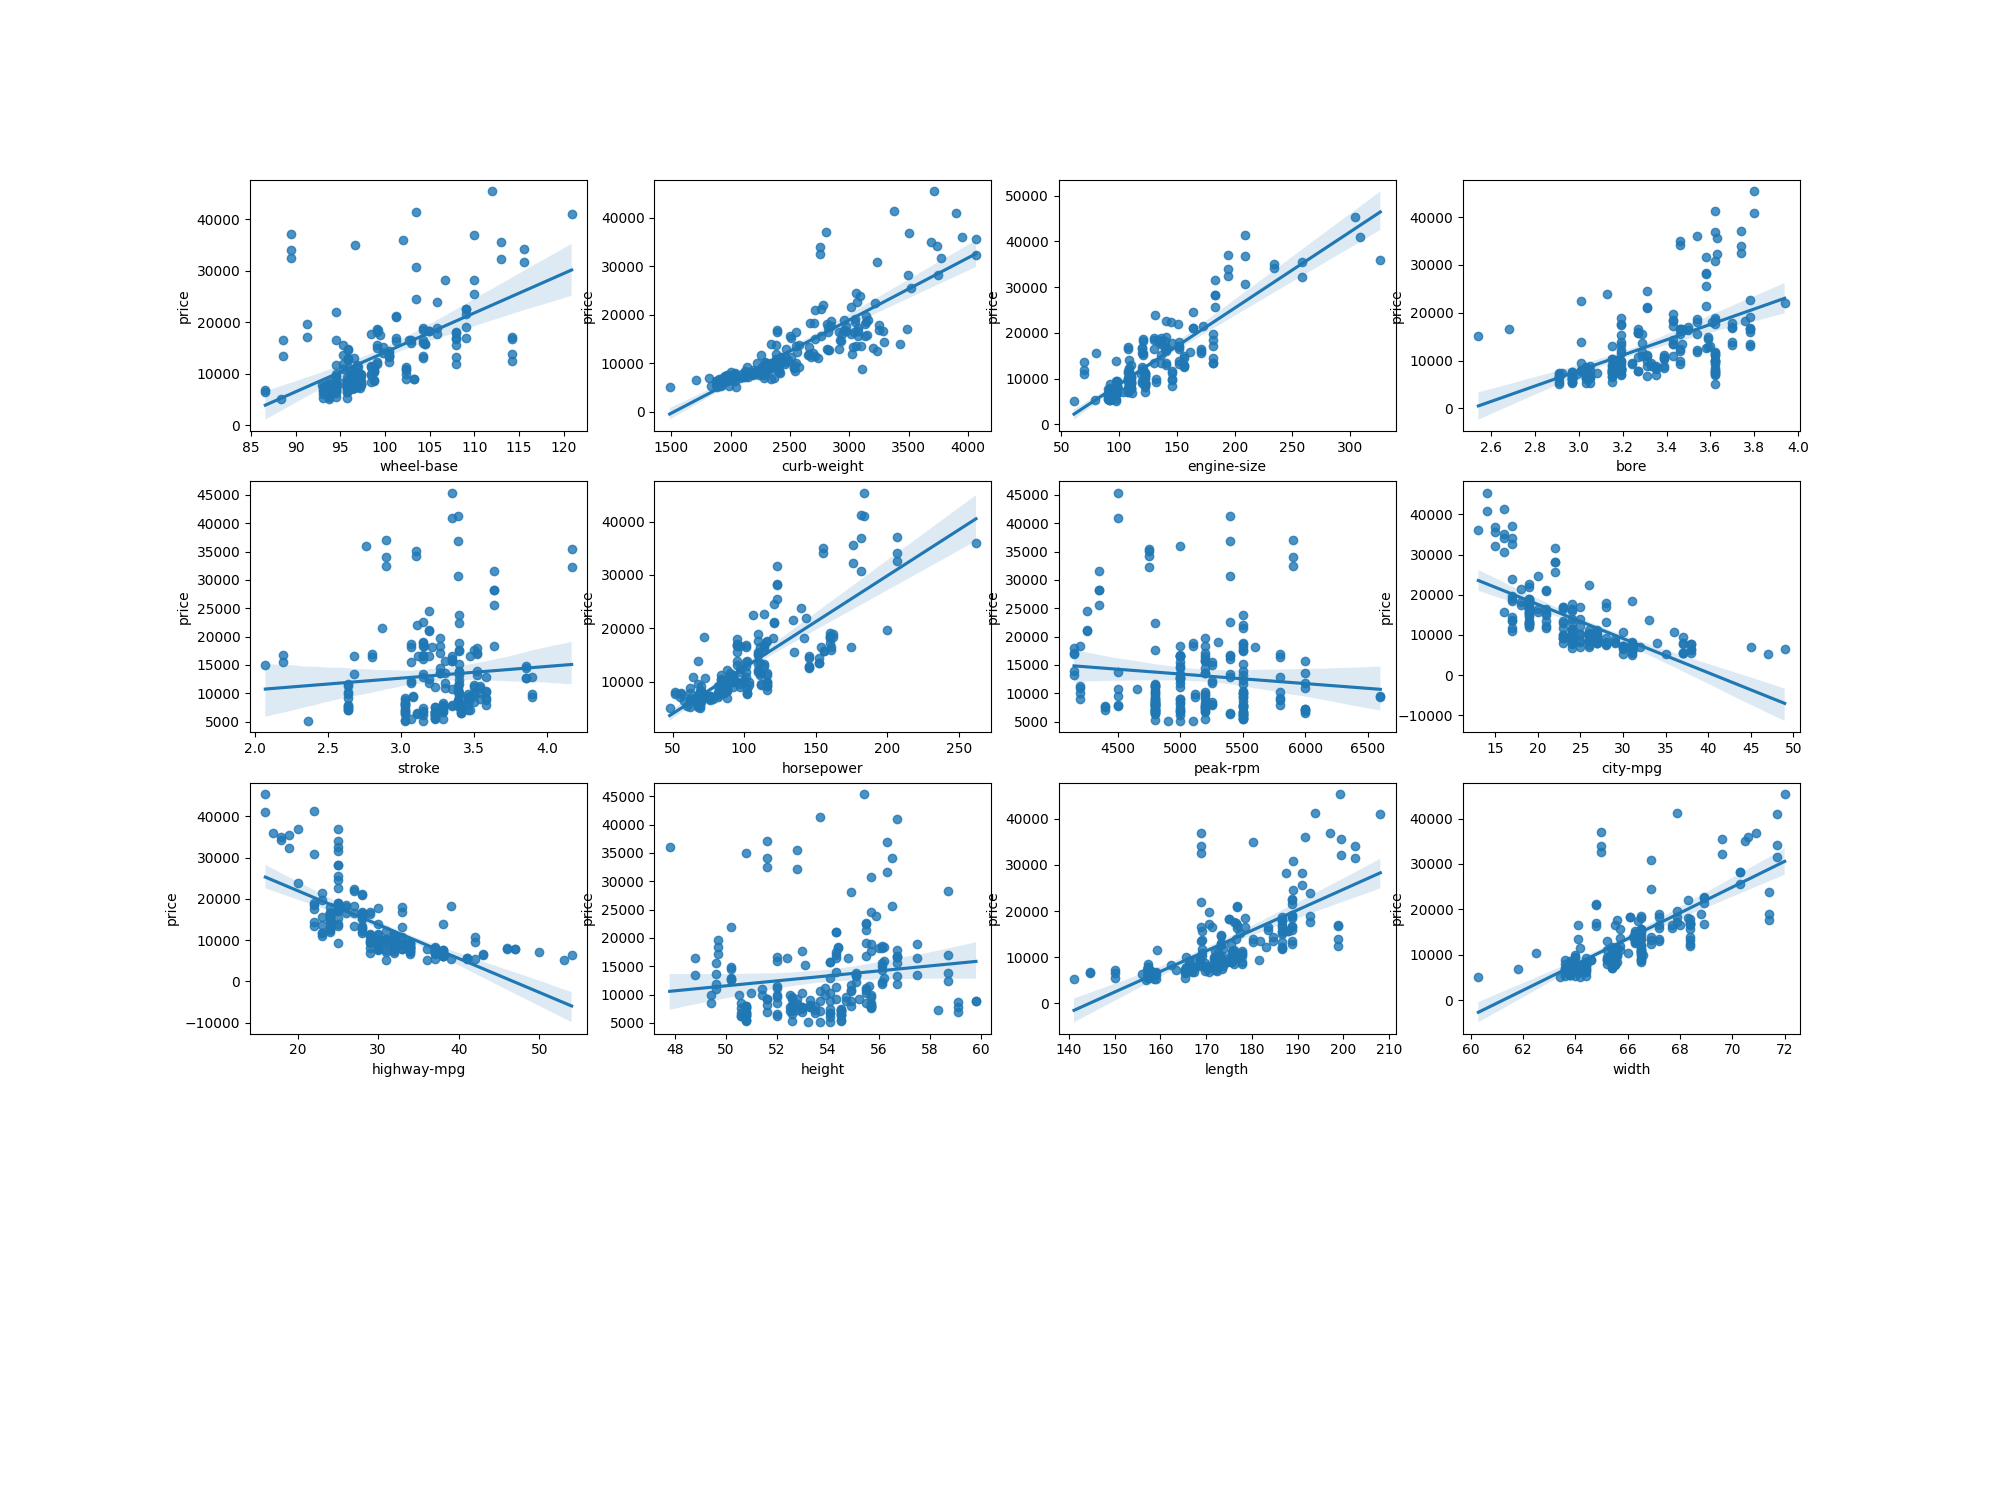 40000
30000
20000
10000
0
price
85 90 95 100 105 110 115 120
wheel-base
40000
30000
20000
10000
0
price
1500 2000 2500 3000 3500 4000
curb-weight
50000
40000
30000
20000
10000
0
price
50 100 150 200 250 300
engine-size
40000
30000
20000
10000
0
price
2.6 2.8 3.0 3.2 3.4 3.6 3.8 4.0
bore
45000
40000
35000
30000
25000
20000
15000
10000
5000
price
2.0 2.5 3.0 3.5 4.0
stroke
40000
30000
20000
10000
price
50 100 150 200 250
horsepower
45000
40000
35000
30000
25000
20000
15000
10000
5000
price
4500 5000 5500 6000 6500
peak-rpm
40000
30000
20000
10000
0
−10000
price
15 20 25 30 35 40 45 50
city-mpg
40000
30000
20000
10000
0
−10000
price
20 30 40 50
highway-mpg
45000
40000
35000
30000
25000
20000
15000
10000
5000
price
48 50 52 54 56 58 60
height
40000
30000
20000
10000
0
price
140 150 160 170 180 190 200 210
length
40000
30000
20000
10000
0
price
60 62 64 66 68 70 72
width